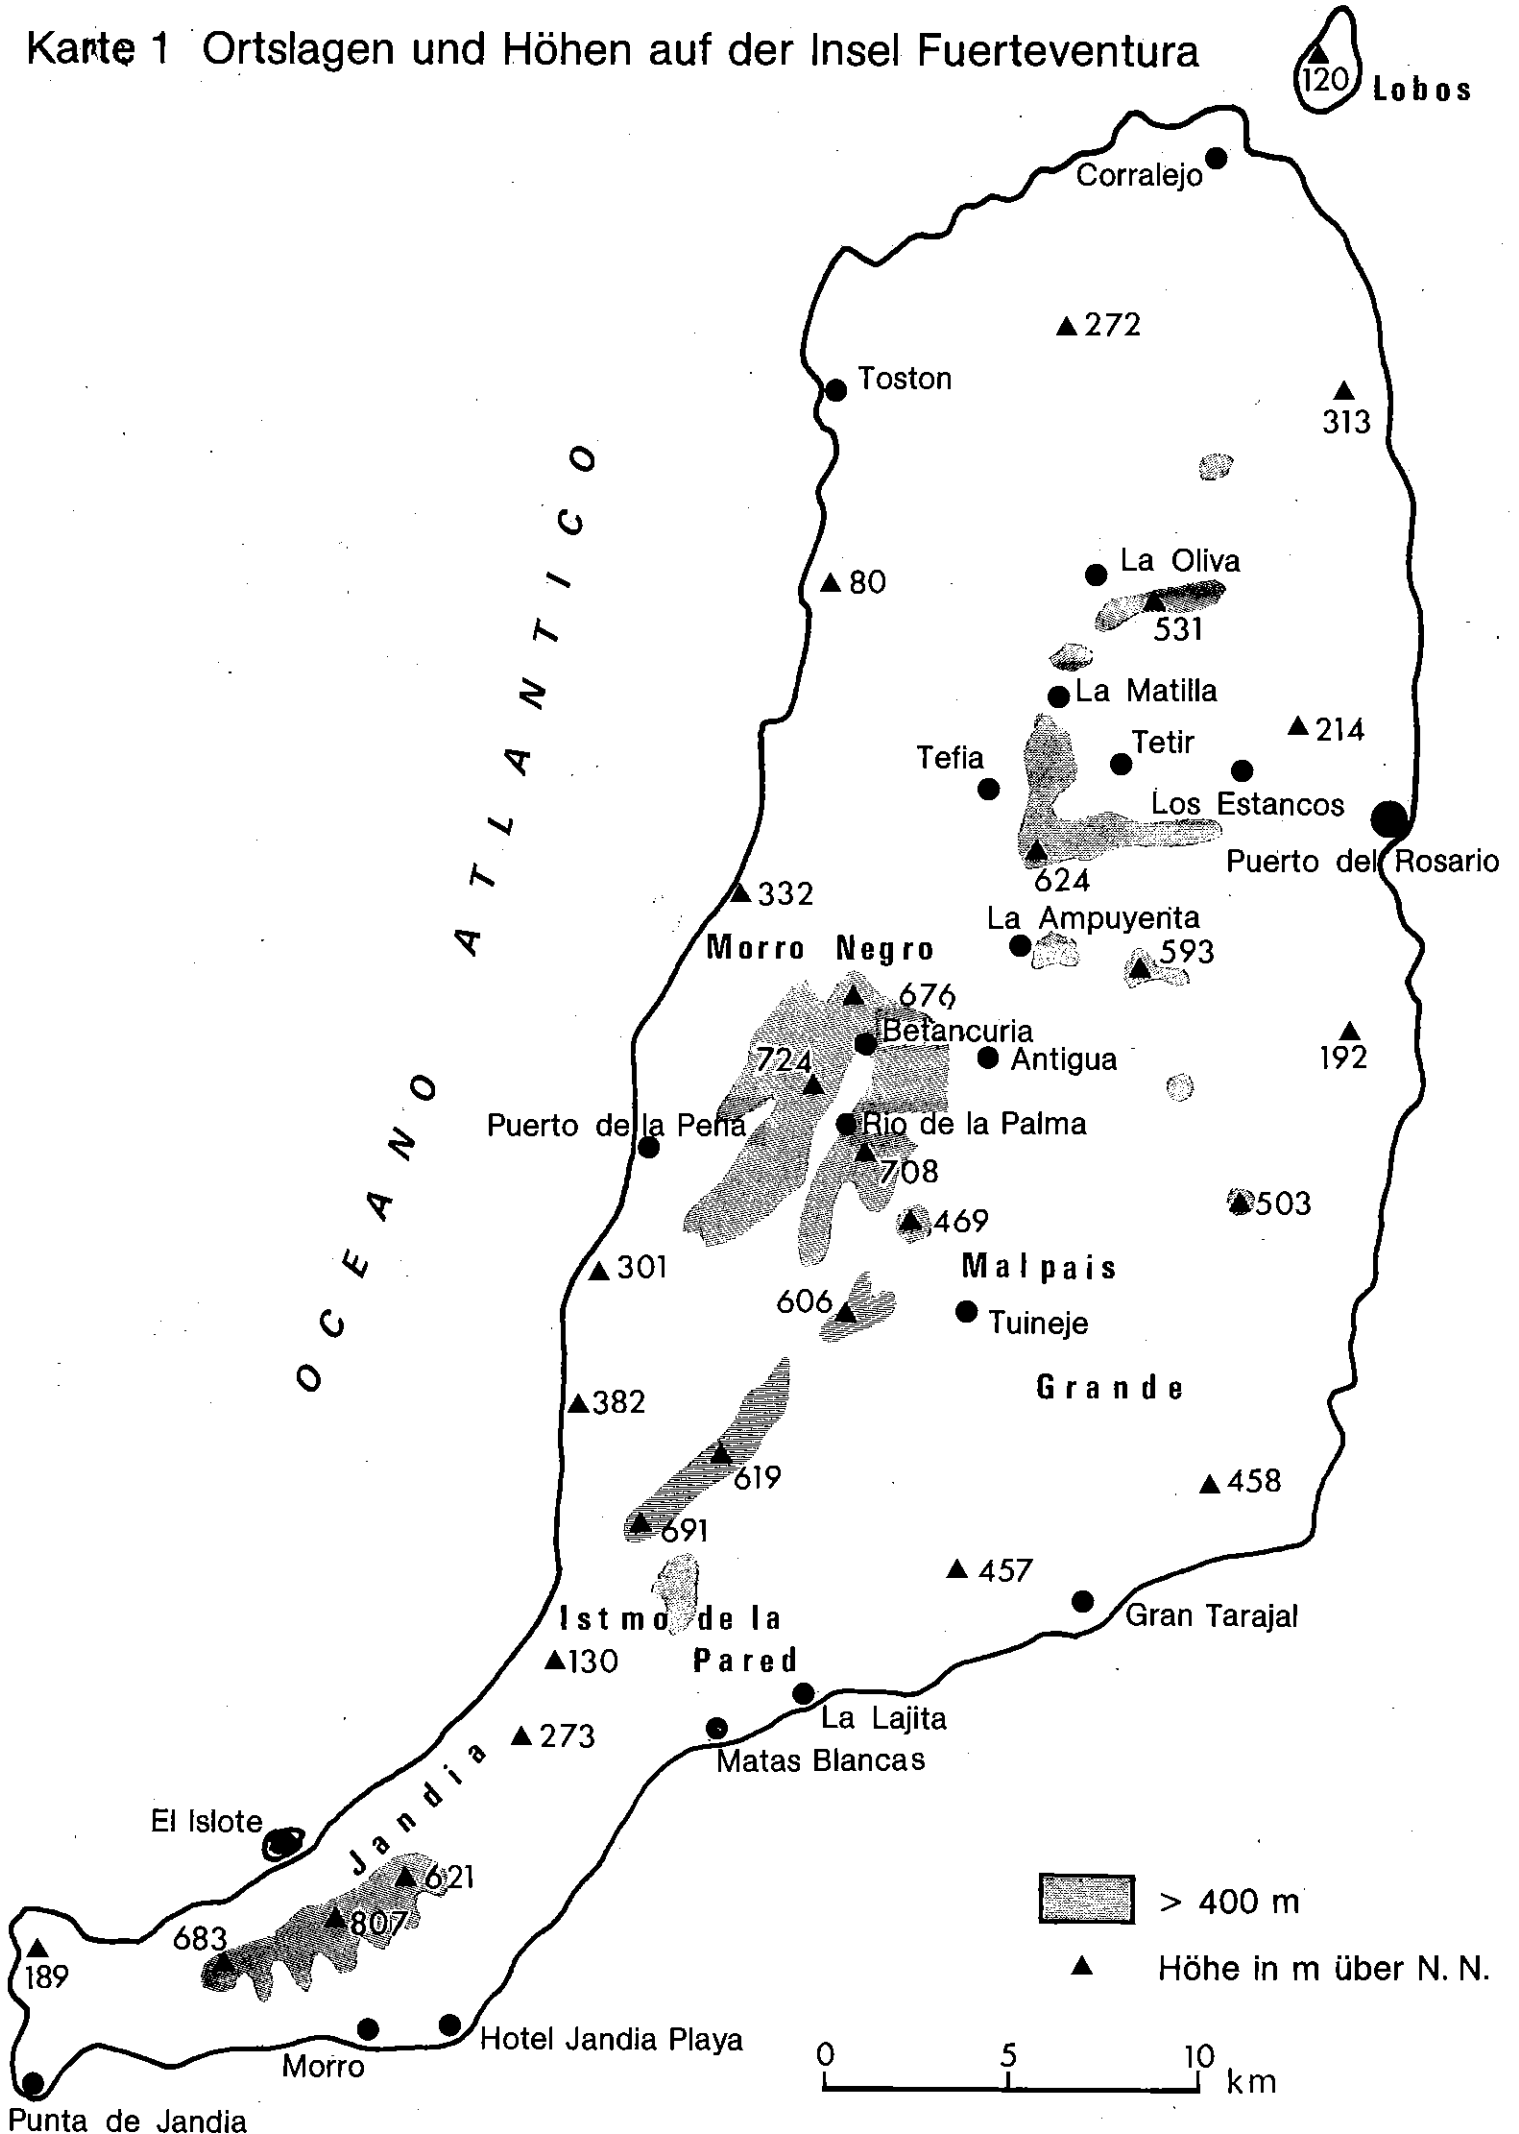 Karte 1 Ortslagen und Höhen auf der Insel Fuerteventura
120
Lobos
Corralejo
272
Toston
313
OCEANO ATLANTICO
La Oliva
80
531
La Matilla
214
Tetir
Tefia
Los Estancos
Puerto del Rosario
624
332
La Ampuyenta
Morro Negro
593
676
Betancuria
192
724
Antigua
Puerto de la Peña
Rio de la Palma
708
503
469
301
Malpais
606
Tuineje
Grande
382
619
458
691
457
Istmo de la
Gran Tarajal
130
Pared
La Lajita
273
Matas Blancas
Jandia
El Islote
621
> 400 m
807
683
Höhe in m über N. N.
189
Hotel Jandia Playa
0 5 10
km
Morro
Punta de Jandia